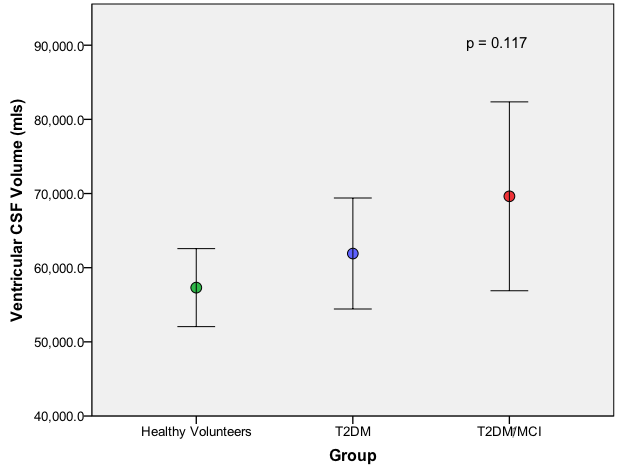 p = 0.117
Ventricular CSF Volume (mls)
90,000.0
80,000.0
70,000.0
60,000.0
50,000.0
40,000.0
Healthy Volunteers
T2DM
T2DM/MCI
Group